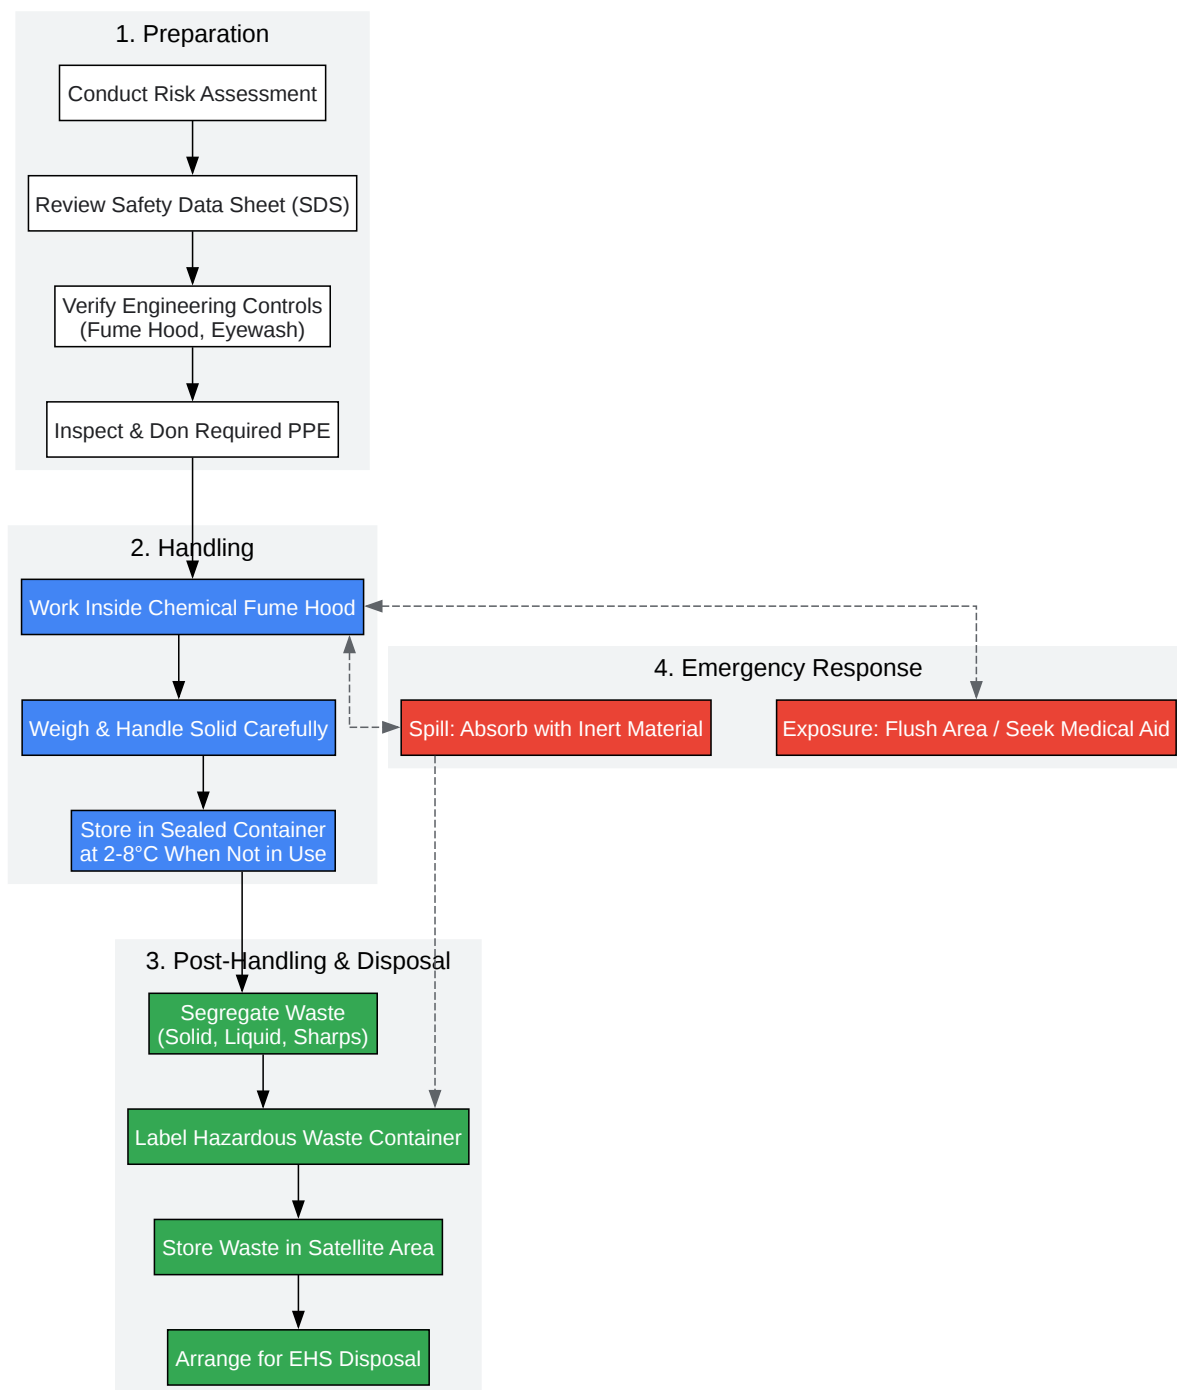 1. Preparation
Conduct Risk Assessment
Review Safety Data Sheet (SDS)
Verify Engineering Controls
(Fume Hood, Eyewash)
Inspect & Don Required PPE
2. Handling
Work Inside Chemical Fume Hood
Weigh & Handle Solid Carefully
Store in Sealed Container
at 2-8°C When Not in Use
4. Emergency Response
Spill: Absorb with Inert Material
Exposure: Flush Area / Seek Medical Aid
3. Post-Handling & Disposal
Segregate Waste
(Solid, Liquid, Sharps)
Label Hazardous Waste Container
Store Waste in Satellite Area
Arrange for EHS Disposal